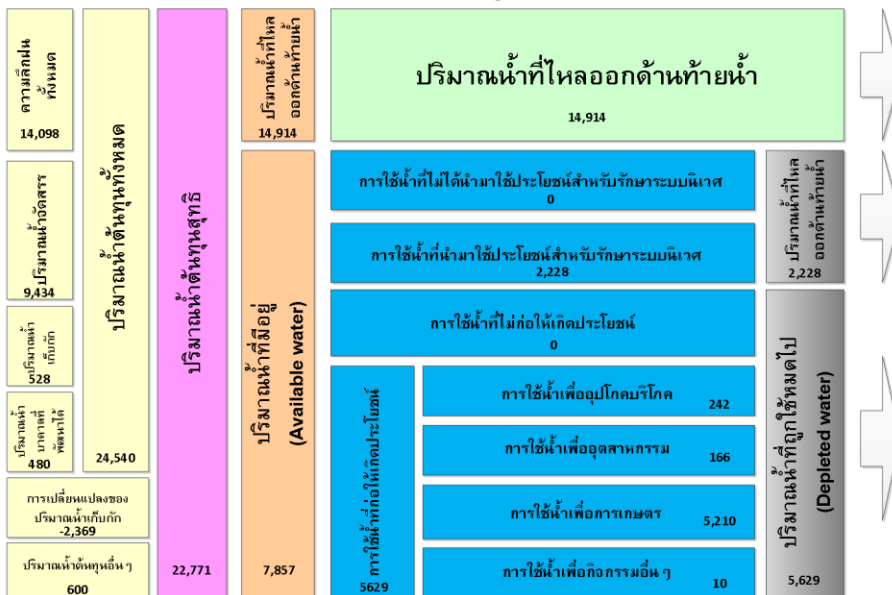 ความลึกฝน
ทั้งหมด
14,098
ปริมาณน้ำจัดสรร
9,434
ปริมาณน้ำ
เก็บกัก
528
ปริมาณน้ำ
บาดาลที่
พัฒนาได้
480
การเปลี่ยนแปลงของ
ปริมาณน้ำเก็บกัก
-2,369
ปริมาณน้ำต้นทุนอื่น ๆ
600
ปริมาณน้ำต้นทุนทั้งหมด
24,540
ปริมาณน้ำต้นทุนสุทธิ
22,771
ปริมาณน้ำที่ไหล
ออกด้านท้ายน้ำ
14,914
ปริมาณน้ำที่มีอยู่
(Available water)
7,857
ปริมาณน้ำที่ไหลออกด้านท้ายน้ำ
14,914
การใช้น้ำที่ไม่ได้นำมาใช้ประโยชน์สำหรับรักษาระบบนิเวศ
0
การใช้น้ำที่นำมาใช้ประโยชน์สำหรับรักษาระบบนิเวศ
2,228
การใช้น้ำที่ไม่ก่อให้เกิดประโยชน์
0
การใช้น้ำที่ก่อให้เกิดประโยชน์
5629
การใช้น้ำเพื่ออุปโภคบริโภค
242
การใช้น้ำเพื่ออุตสาหกรรม
166
การใช้น้ำเพื่อการเกษตร
5,210
การใช้น้ำเพื่อกิจกรรมอื่น ๆ
10
ปริมาณน้ำที่ไหล
ออกด้านท้ายน้ำ
2,228
ปริมาณน้ำที่ถูกใช้หมดไป
(Depleted water)
5,629